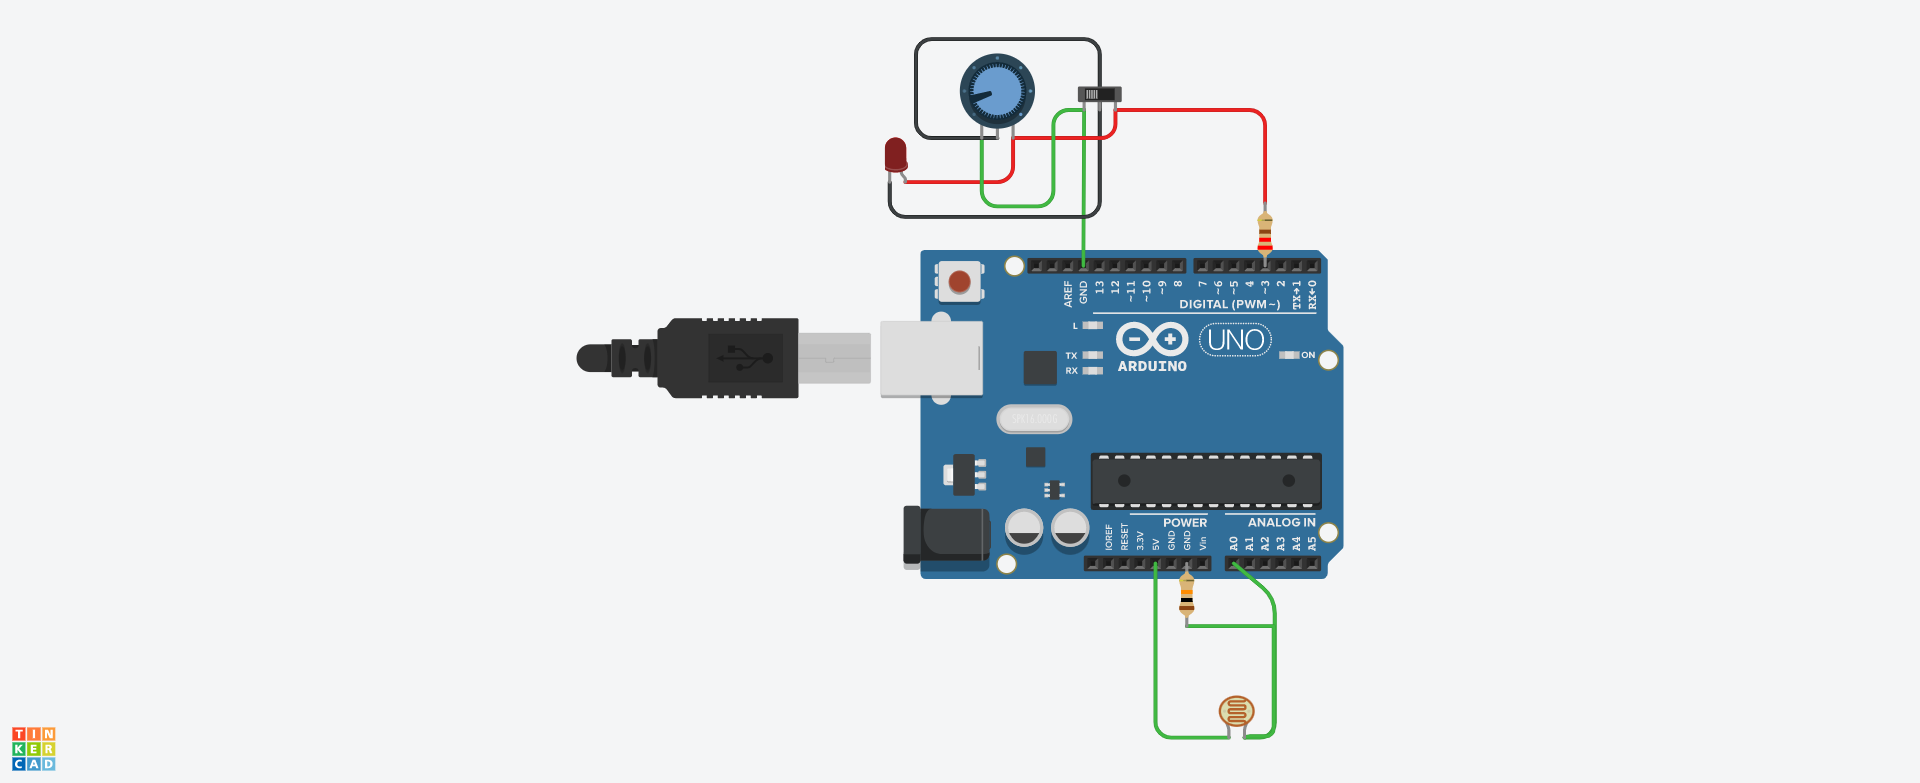 AREF
GND
13
12
~11
~10
~9
8
7
~6
~5
4
~3
2
TX→1
RX←0
DIGITAL (PWM~)
L
TX
RX
UNO
ARDUINO
ON
POWER
ANALOG IN
IOREF
RESET
3.3V
5V
GND
GND
Vin
A0
A1
A2
A3
A4
A5
TIN
KER
CAD